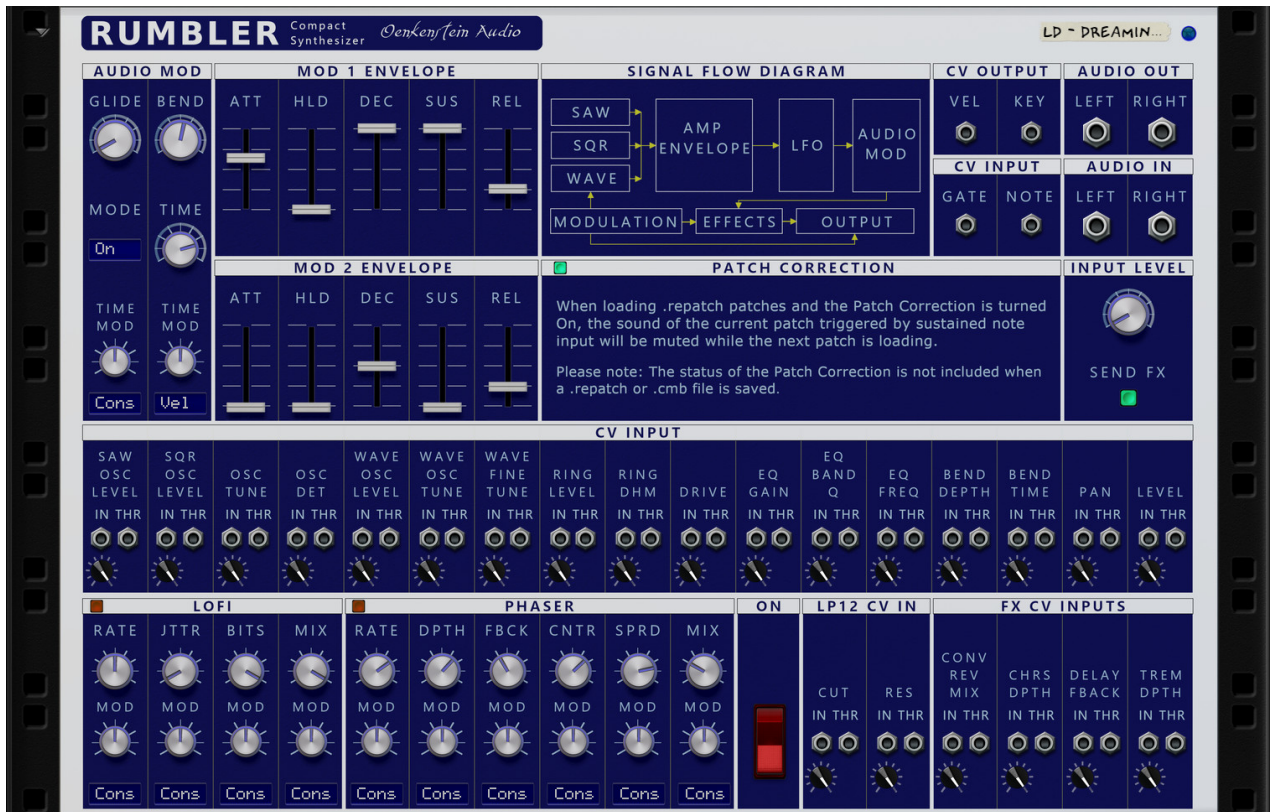 RUMBLER Compact Synthesizer Oenkenstein Audio
LD - DREAMIN...
AUDIO MOD
GLIDE BEND
MODE TIME
On
TIME MOD TIME MOD
Cons Vel
MOD 1 ENVELOPE
ATT HLD DEC SUS REL
MOD 2 ENVELOPE
ATT HLD DEC SUS REL
SIGNAL FLOW DIAGRAM
SAW
SQR
WAVE
AMP ENVELOPE
LFO
AUDIO MOD
MODULATION EFFECTS OUTPUT
CV OUTPUT
VEL KEY
AUDIO OUT
LEFT RIGHT
CV INPUT
GATE NOTE
AUDIO IN
LEFT RIGHT
PATCH CORRECTION
When loading .repatch patches and the Patch Correction is turned
On, the sound of the current patch triggered by sustained note
input will be muted while the next patch is loading.
Please note: The status of the Patch Correction is not included when
a .repatch or .cmb file is saved.
INPUT LEVEL
SEND FX
CV INPUT
SAW OSC LEVEL
SQR OSC LEVEL
OSC TUNE
OSC DET
WAVE OSC LEVEL
WAVE OSC TUNE
WAVE FINE TUNE
RING LEVEL
RING DHM
DRIVE
EQ GAIN
EQ BAND Q
EQ FREQ
BEND DEPTH
BEND TIME
PAN
LEVEL
IN THR IN THR IN THR IN THR IN THR IN THR IN THR IN THR IN THR IN THR IN THR IN THR IN THR IN THR IN THR IN THR IN THR
LOFI
RATE JTTR BITS MIX
MOD MOD MOD MOD
Cons Cons Cons Cons
PHASER
RATE DPTH FBCK CNTR SPRD MIX
MOD MOD MOD MOD MOD MOD
Cons Cons Cons Cons Cons Cons
ON
LP12 CV IN
CUT RES
IN THR IN THR
FX CV INPUTS
CONV REV MIX
CHRS DPTH
DELAY FBACK
TREM DPTH
IN THR IN THR IN THR IN THR